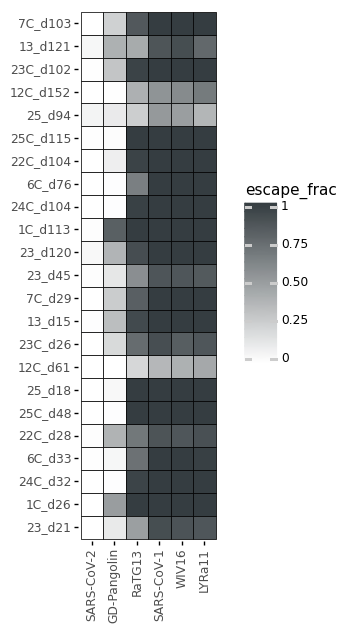 7C_d103
13_d121
23C_d102
12C_d152
25_d94
25C_d115
22C_d104
6C_d76
24C_d104
1C_d113
23_d120
23_d45
7C_d29
13_d15
23C_d26
12C_d61
25_d18
25C_d48
22C_d28
6C_d33
24C_d32
1C_d26
23_d21
SARS-CoV-2
GD-Pangolin
RaTG13
SARS-CoV-1
WIV16
LYRa11
escape_frac
1
0.75
0.50
0.25
0